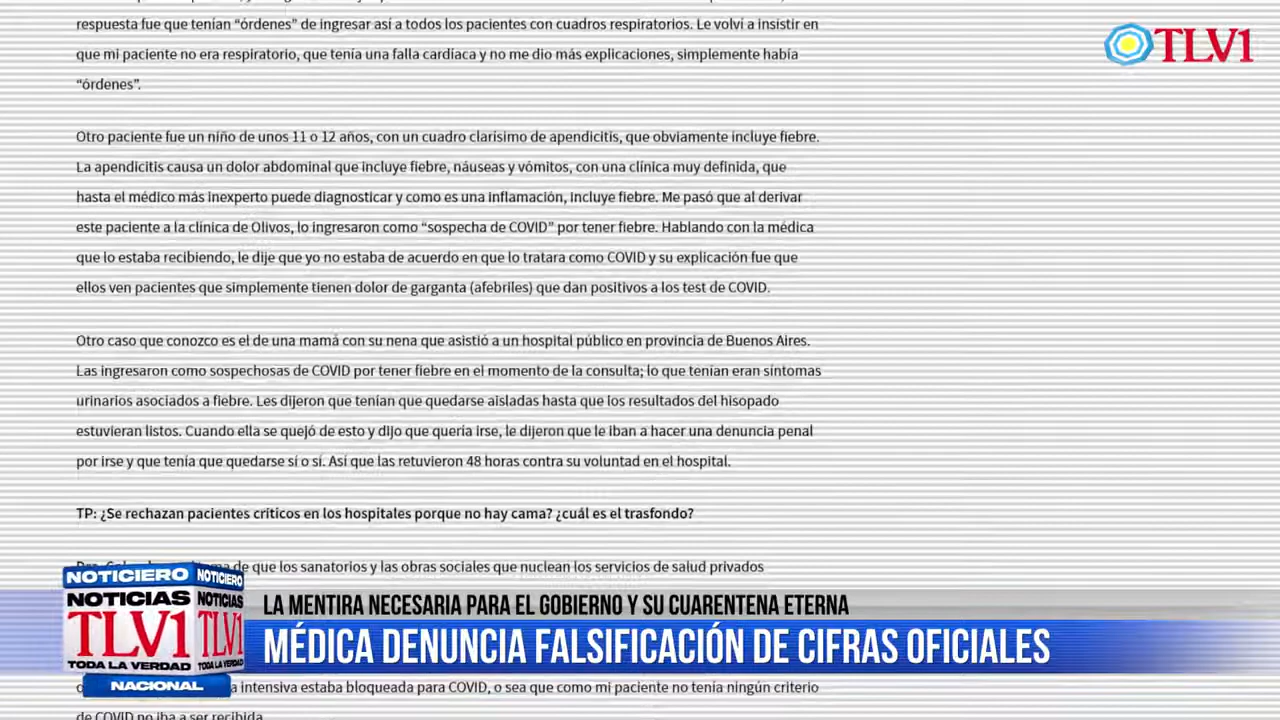 respuesta fue que tenían “órdenes” de ingresar así a todos los pacientes con cuadros respiratorios. Le volví a insistir en
que mi paciente no era respiratorio, que tenía una falla cardíaca y no me dio más explicaciones, simplemente había
“órdenes”.
TLV1
Otro paciente fue un niño de unos 11 o 12 años, con un cuadro clarísimo de apendicitis, que obviamente incluye fiebre.
La apendicitis causa un dolor abdominal que incluye fiebre, náuseas y vómitos, con una clínica muy definida, que
hasta el médico más inexperto puede diagnosticar y como es una inflamación, incluye fiebre. Me pasó que al derivar
este paciente a la clínica de Olivos, lo ingresaron como “sospecha de COVID” por tener fiebre. Hablando con la médica
que lo estaba recibiendo, le dije que yo no estaba de acuerdo en que lo tratara como COVID y su explicación fue que
ellos ven pacientes que simplemente tienen dolor de garganta (afebriles) que dan positivos a los test de COVID.
Otro caso que conozco es el de una mamá con su nena que asistió a un hospital público en provincia de Buenos Aires.
Las ingresaron como sospechosas de COVID por tener fiebre en el momento de la consulta; lo que tenían eran síntomas
urinarios asociados a fiebre. Les dijeron que tenían que quedarse aisladas hasta que los resultados del hisopado
estuvieran listos. Cuando ella se quejó de esto y dijo que quería irse, le dijeron que le iban a hacer una denuncia penal
por irse y que tenía que quedarse sí o sí. Así que las retuvieron 48 horas contra su voluntad en el hospital.
TP: ¿Se rechazan pacientes críticos en los hospitales porque no hay cama? ¿cuál es el trasfondo?
de que los sanatorios y las obras sociales que nuclean los servicios de salud privados
NOTICIERO NOTICIERO
NOTICIAS NOTICIAS
TLV1 TLV1
TODA LA VERDAD TODA LA VERDAD
NACIONAL
LA MENTIRA NECESARIA PARA EL GOBIERNO Y SU CUARENTENA ETERNA
MÉDICA DENUNCIA FALSIFICACIÓN DE CIFRAS OFICIALES
a intensiva estaba bloqueada para COVID, o sea que como mi paciente no tenía ningún criterio
de COVID no iba a ser recibida